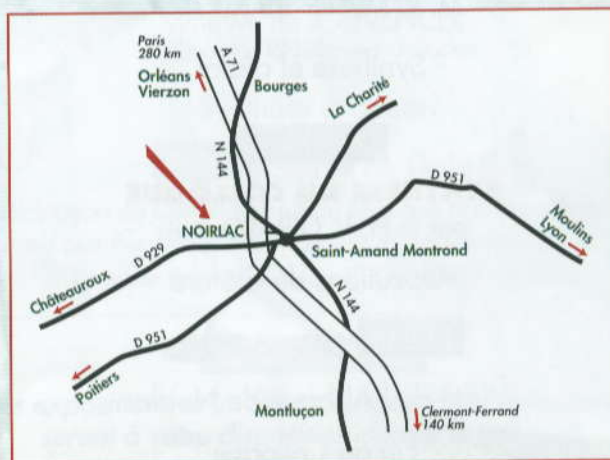 Paris
280 km
Orléans
Vierzon
A 71
Bourges
La Charité
N 144
D 951
Moulins
Lyon
NOIRLAC
Saint-Amand Montrond
D 929
Châteauroux
N 144
D 951
Poitiers
Montluçon
Clermont-Ferrand
140 km